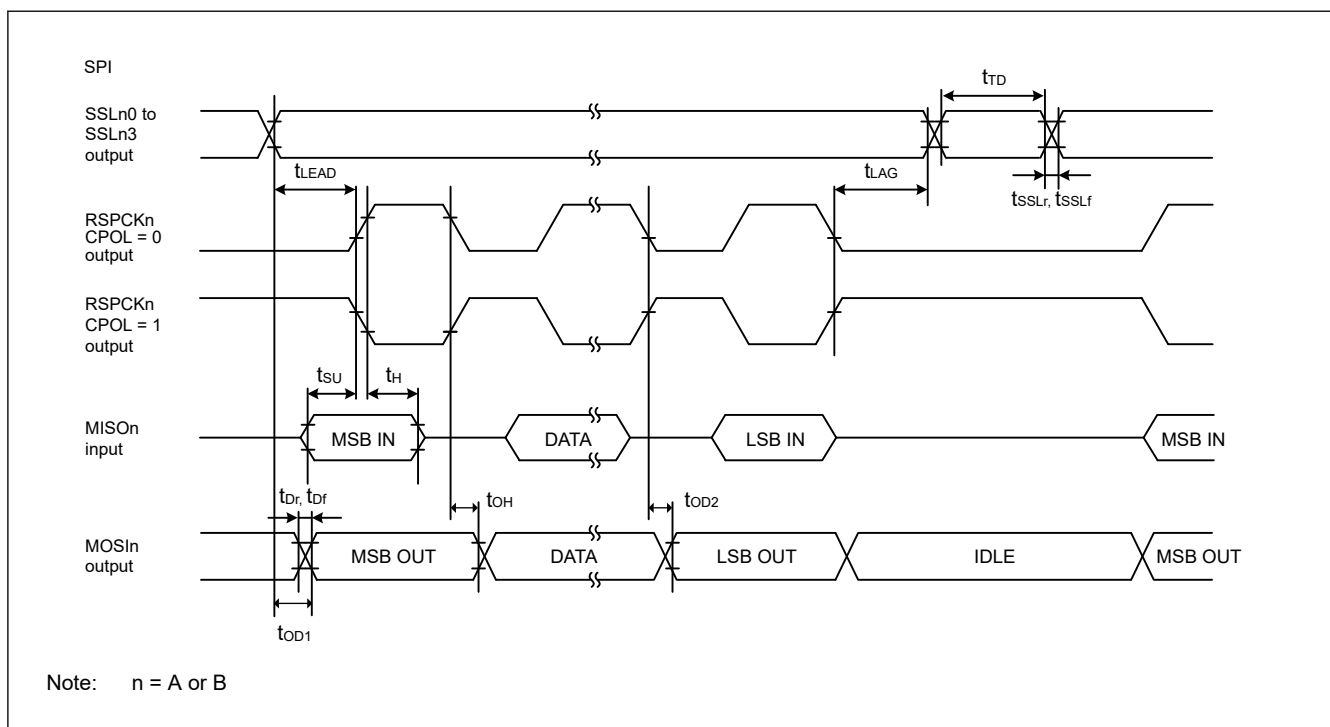 SPI
tTD
SSLn0 to
SSLn3
output
tLEAD
tLAG
tSSLr, tSSLf
RSPCKn
CPOL = 0
output
RSPCKn
CPOL = 1
output
tSU
tH
MISOn
input
MSB IN
DATA
LSB IN
MSB IN
tDr, tDf
tOH
tOD2
MOSIn
output
MSB OUT
DATA
LSB OUT
IDLE
MSB OUT
tOD1
Note: n = A or B